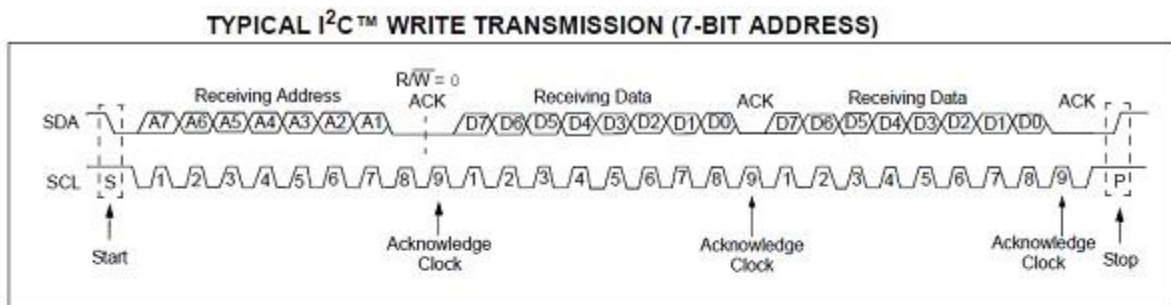 TYPICAL I²C™ WRITE TRANSMISSION (7-BIT ADDRESS)
R/W̅ = 0
Receiving Address ACK Receiving Data ACK Receiving Data ACK
SDA A7 A6 A5 A4 A3 A2 A1 D7 D6 D5 D4 D3 D2 D1 D0 D7 D6 D5 D4 D3 D2 D1 D0
SCL S 1 2 3 4 5 6 7 8 9 1 2 3 4 5 6 7 8 9 1 2 3 4 5 6 7 8 9 P
Start Acknowledge Acknowledge Acknowledge Stop
Clock Clock Clock